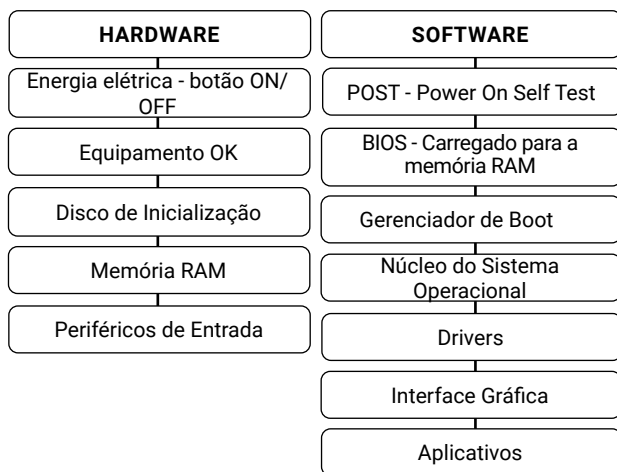 HARDWARE
Energia elétrica - botão ON/
OFF
Equipamento OK
Disco de Inicialização
Memória RAM
Periféricos de Entrada
SOFTWARE
POST - Power On Self Test
BIOS - Carregado para a
memória RAM
Gerenciador de Boot
Núcleo do Sistema
Operacional
Drivers
Interface Gráfica
Aplicativos